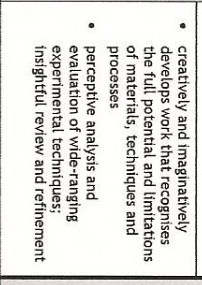 • creatively and imaginatively
develops work that recognises
the full potential and limitations
of materials, techniques and
processes
• perceptive analysis and
evaluation of wide-ranging
experimental techniques;
insightful review and refinement